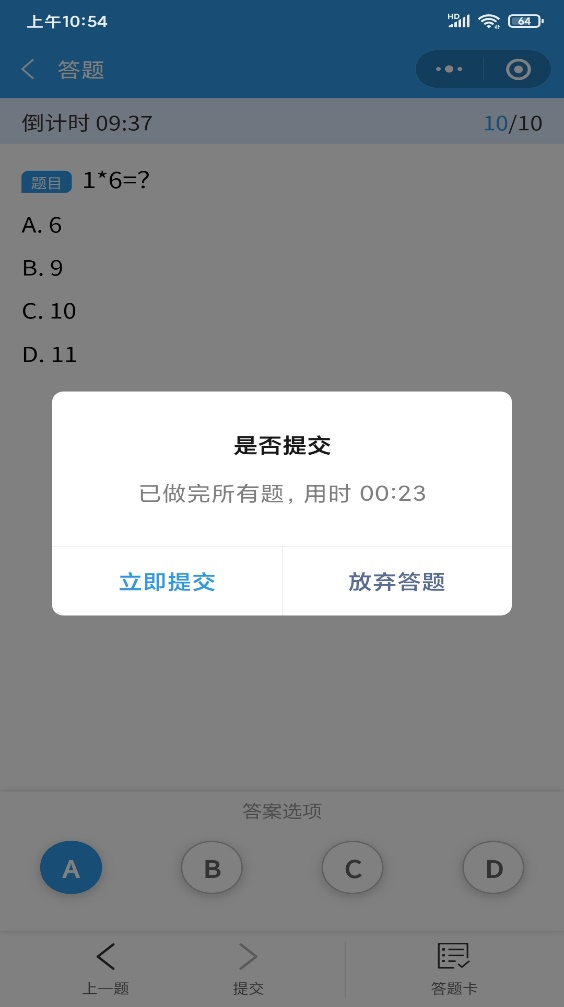 上午10:54
HD 64
答题
倒计时 09:37 10/10
题目 1*6=?
A. 6
B. 9
C. 10
D. 11
是否提交
已做完所有题, 用时 00:23
立即提交 放弃答题
答案选项
A B C D
上一题 提交 答题卡